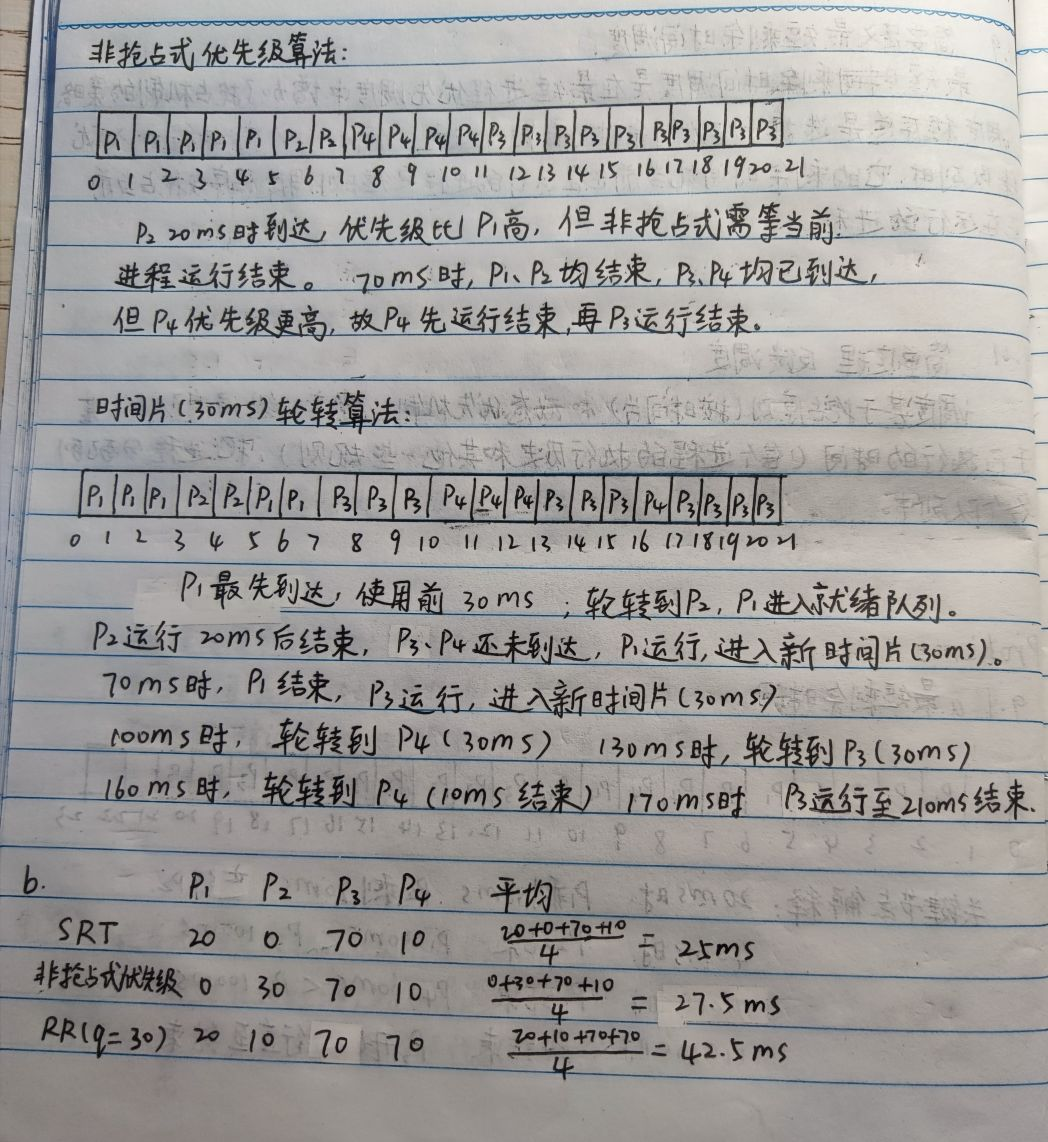 非抢占式优先级算法:
P1 P1 P1 P1 P1 P2 P2 P4 P4 P4 P4 P3 P3 P3 P3 P3 P3 P3 P3 P3 P3
0 1 2 3 4 5 6 7 8 9 10 11 12 13 14 15 16 17 18 19 20 21
P2 20ms时到达, 优先级比P1高, 但非抢占式需等当前
进程运行结束。 70ms时, P1、P2均结束, P3、P4均已到达,
但P4优先级更高, 故P4先运行结束,再P3运行结束。
时间片(30ms)轮转算法:
P1 P1 P1 P2 P2 P1 P1 P3 P3 P3 P4 P4 P4 P3 P3 P3 P4 P3 P3 P3 P3
0 1 2 3 4 5 6 7 8 9 10 11 12 13 14 15 16 17 18 19 20 21
P1最先到达, 使用前30ms ; 轮转到P2, P1进入就绪队列。
P2运行20ms后结束, P3、P4还未到达, P1运行,进入新时间片(30ms)。
70ms时, P1结束, P3运行, 进入新时间片(30ms)
100ms时, 轮转到P4(30ms) 130ms时, 轮转到P3(30ms)
160ms时, 轮转到P4(10ms结束) 170ms时 P3运行至210ms结束.
b. P1 P2 P3 P4 平均
SRT 20 0 70 10 20+0+70+10/4 = 25ms
非抢占式优先级 0 30 70 10 0+30+70+10/4 = 27.5ms
RR(q=30) 20 10 70 70 20+10+70+70/4 = 42.5ms